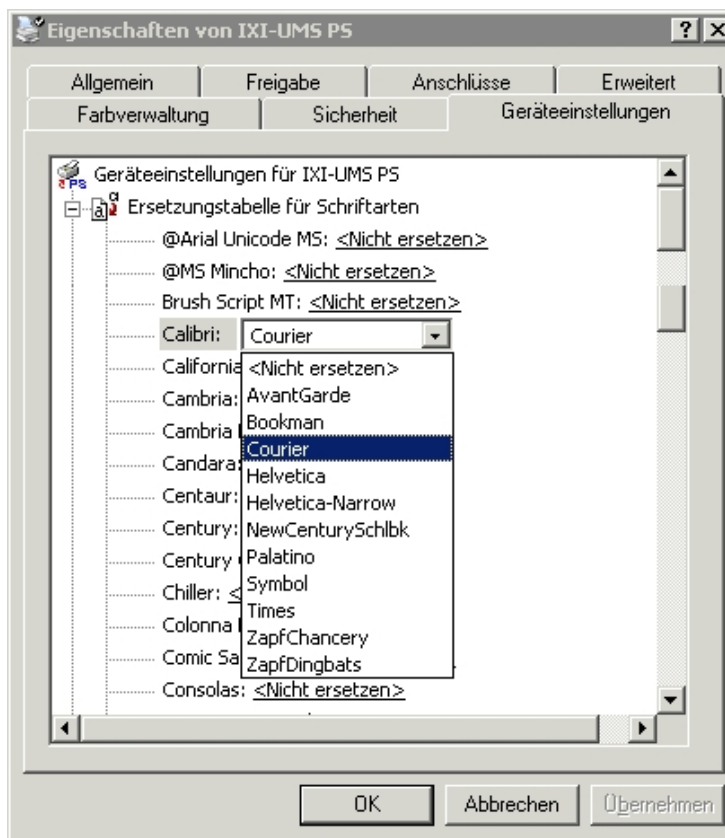 Eigenschaften von IXI-UMS PS
Allgemein Freigabe Anschlüsse Erweitert
Farbverwaltung Sicherheit Geräteeinstellungen
Geräteeinstellungen für IXI-UMS PS
Ersetzungstabelle für Schriftarten
@Arial Unicode MS: <Nicht ersetzen>
@MS Mincho: <Nicht ersetzen>
Brush Script MT: <Nicht ersetzen>
Calibri: Courier
California <Nicht ersetzen>
Cambria: AvantGarde
Cambria Bookman
Courier
Candara: Helvetica
Centaur: Helvetica-Narrow
Century: NewCenturySchlbk
Century Palatino
Chiller: < Symbol
Colonna Times
ZapfChancery
Comic Sa ZapfDingbats
Consolas: <Nicht ersetzen>
OK Abbrechen Übernehmen